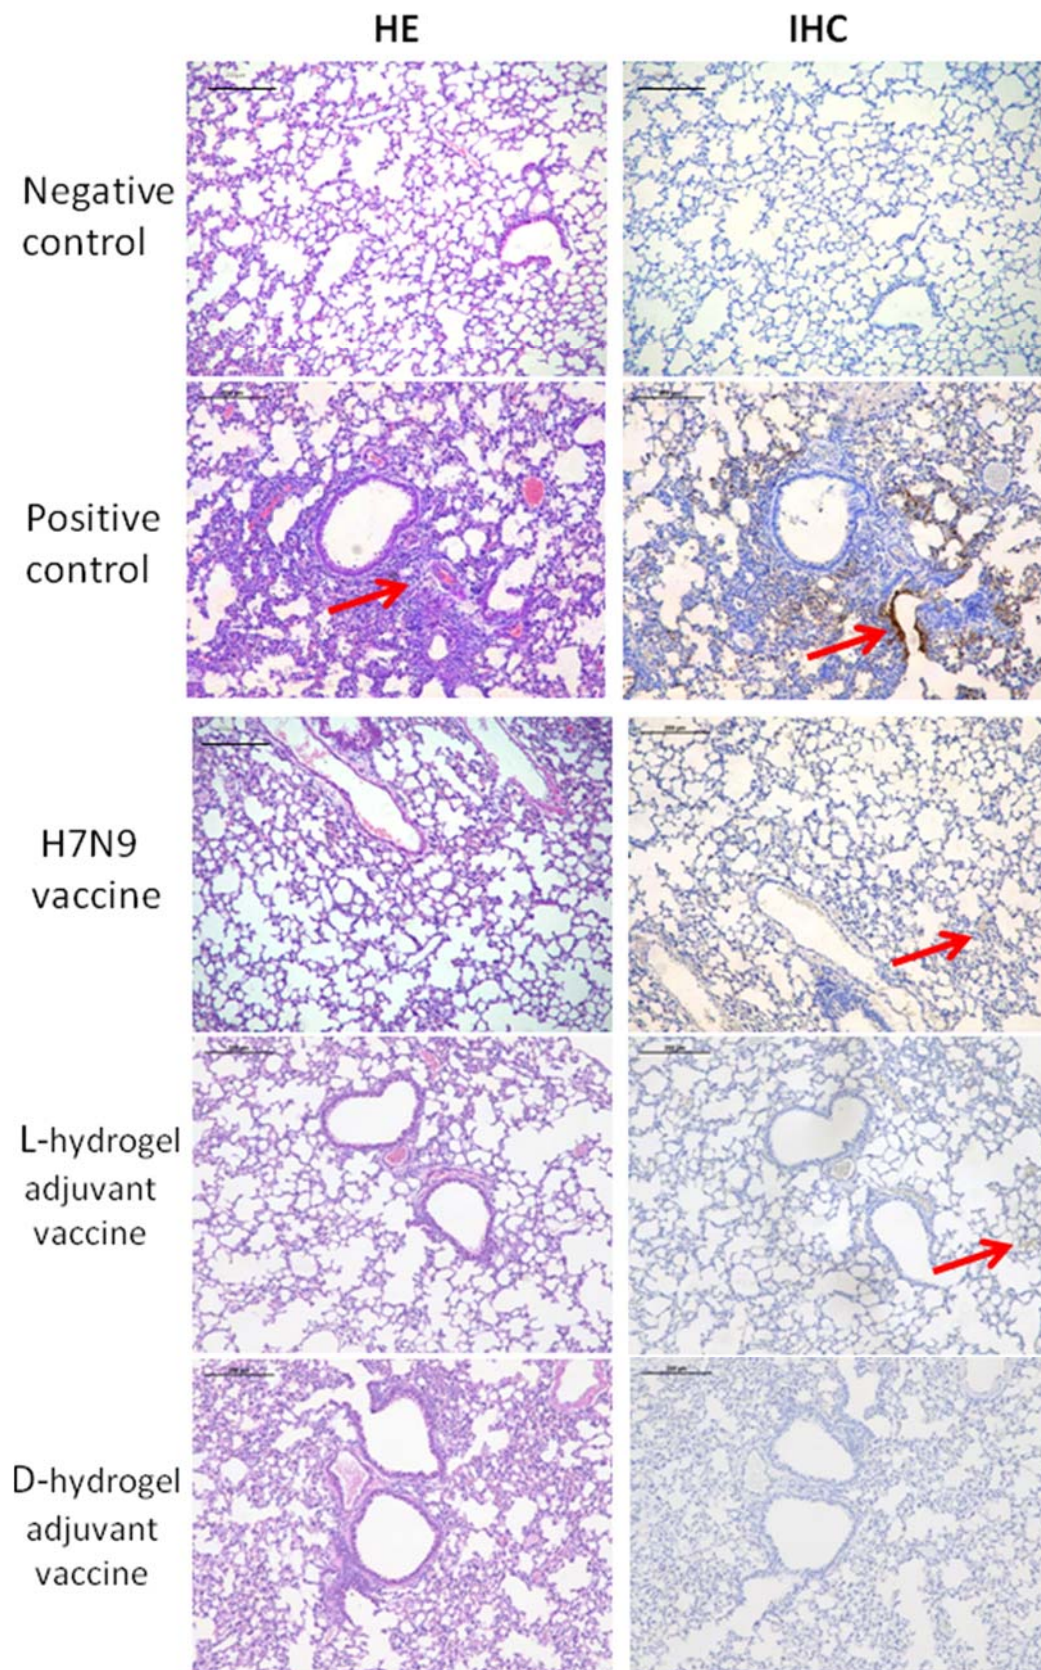 HE
IHC
Negative
control
Positive
control
H7N9
vaccine
L-hydrogel
adjuvant
vaccine
D-hydrogel
adjuvant
vaccine